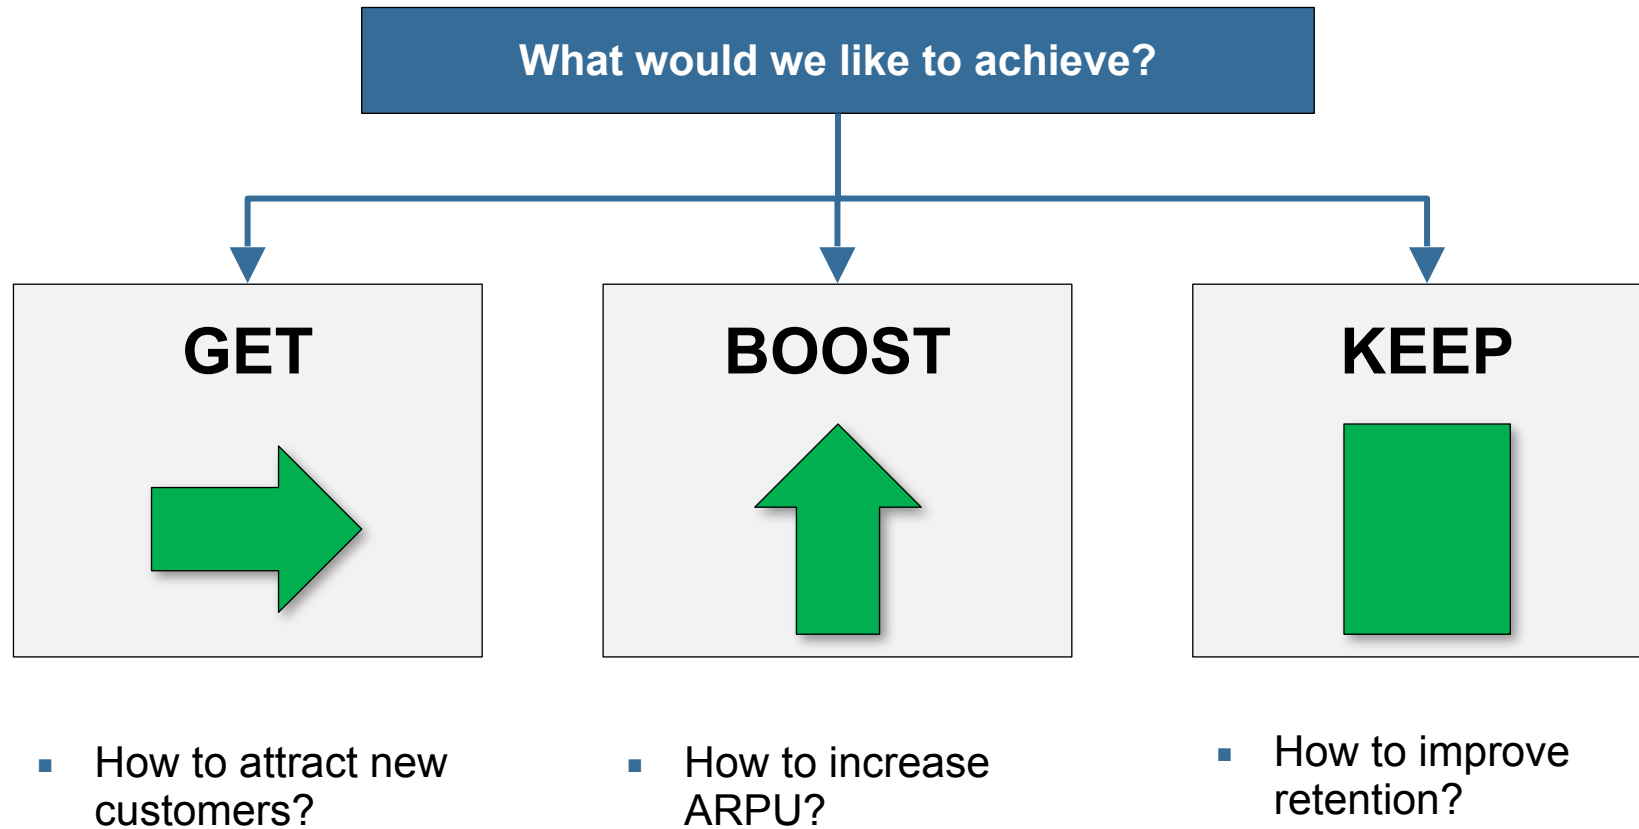 What would we like to achieve?
GET
BOOST
KEEP
▪ How to attract new
customers?
▪ How to increase
ARPU?
▪ How to improve
retention?